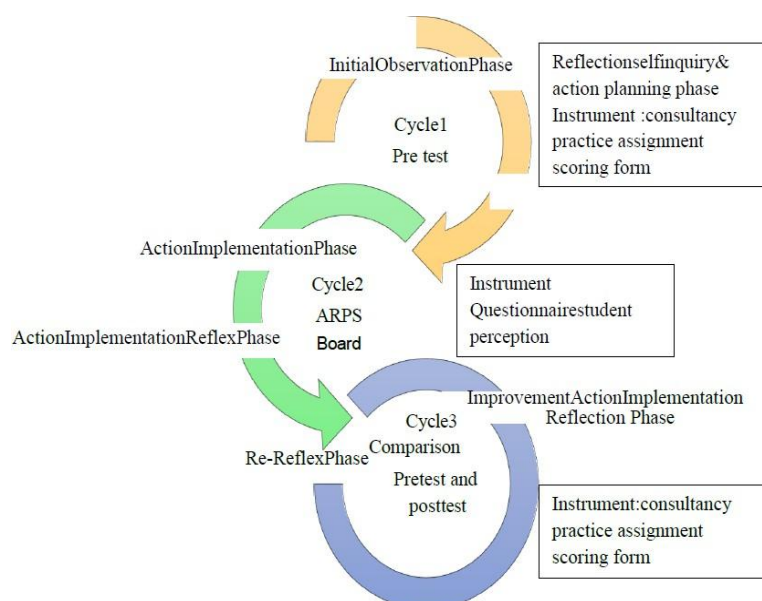 InitialObservationPhase
Cycle1
Pre test
Reflectionselfinquiry&
action planning phase
Instrument :consultancy
practice assignment
scoring form
ActionImplementationPhase
Cycle2
ARPS
Board
ActionImplementationReflexPhase
Instrument
Questionnairestudent
perception
ImprovementActionImplementation
Reflection Phase
Cycle3
Comparison
Re-ReflexPhase
Pretest and
posttest
Instrument:consultancy
practice assignment
scoring form